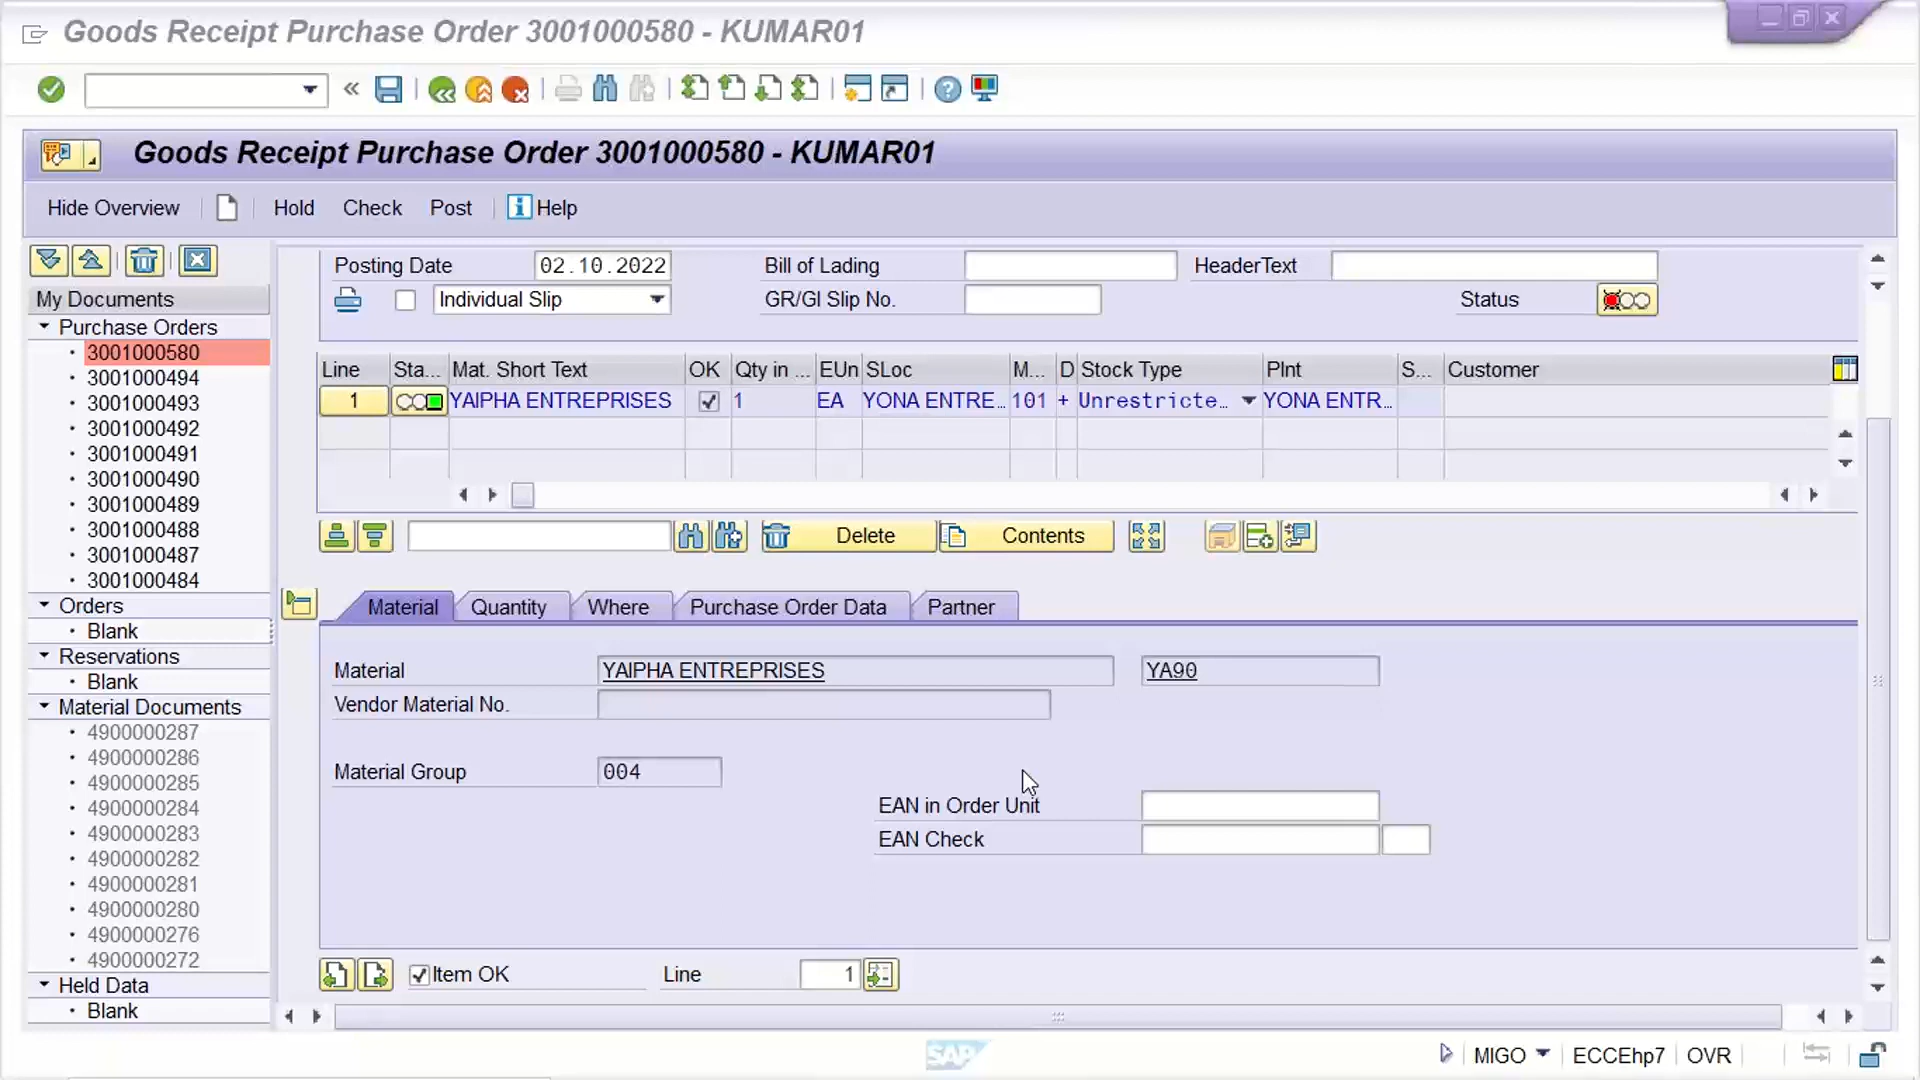 Goods Receipt Purchase Order 3001000580 - KUMAR01
Goods Receipt Purchase Order 3001000580 - KUMAR01
Hide Overview Hold Check Post Help
Posting Date 02.10.2022 Bill of Lading HeaderText
Individual Slip GR/GI Slip No. Status
My Documents
Purchase Orders
3001000580
3001000494
3001000493
3001000492
3001000491
3001000490
3001000489
3001000488
3001000487
3001000484
Orders
Blank
Reservations
Blank
Material Documents
4900000287
4900000286
4900000285
4900000284
4900000283
4900000282
4900000281
4900000280
4900000276
4900000272
Held Data
Blank
Line Sta... Mat. Short Text OK Qty in ... EUn SLoc M... D Stock Type Plnt S... Customer
1 YAIPHA ENTREPRISES 1 EA YONA ENTRE... 101 + Unrestricte... YONA ENTR...
Delete Contents
Material Quantity Where Purchase Order Data Partner
Material YAIPHA ENTREPRISES YA90
Vendor Material No.
Material Group 004
EAN in Order Unit
EAN Check
Item OK Line 1
SAP MIGO ECCEhp7 OVR